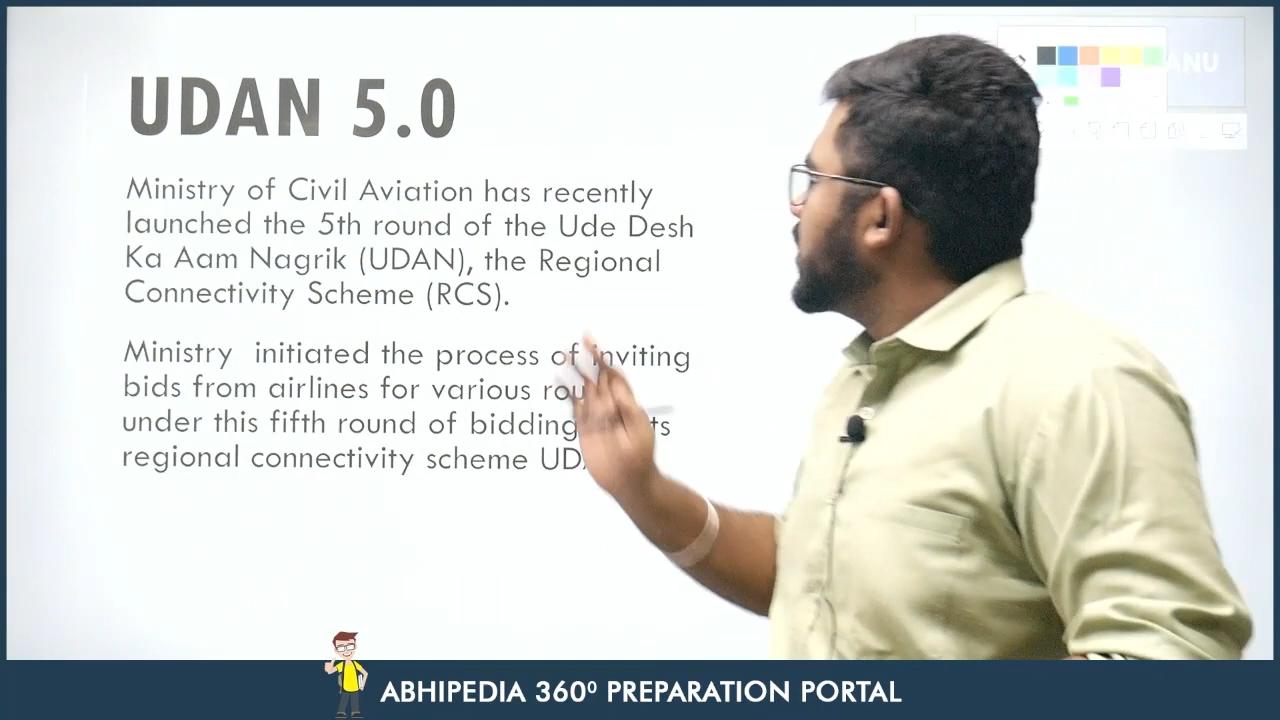 UDAN 5.0
ANU
Ministry of Civil Aviation has recently
launched the 5th round of the Ude Desh
Ka Aam Nagrik (UDAN), the Regional
Connectivity Scheme (RCS).
Ministry initiated the process of inviting
bids from airlines for various
under this fifth round of bidding
regional connectivity scheme
ABHIPEDIA 360⁰ PREPARATION PORTAL